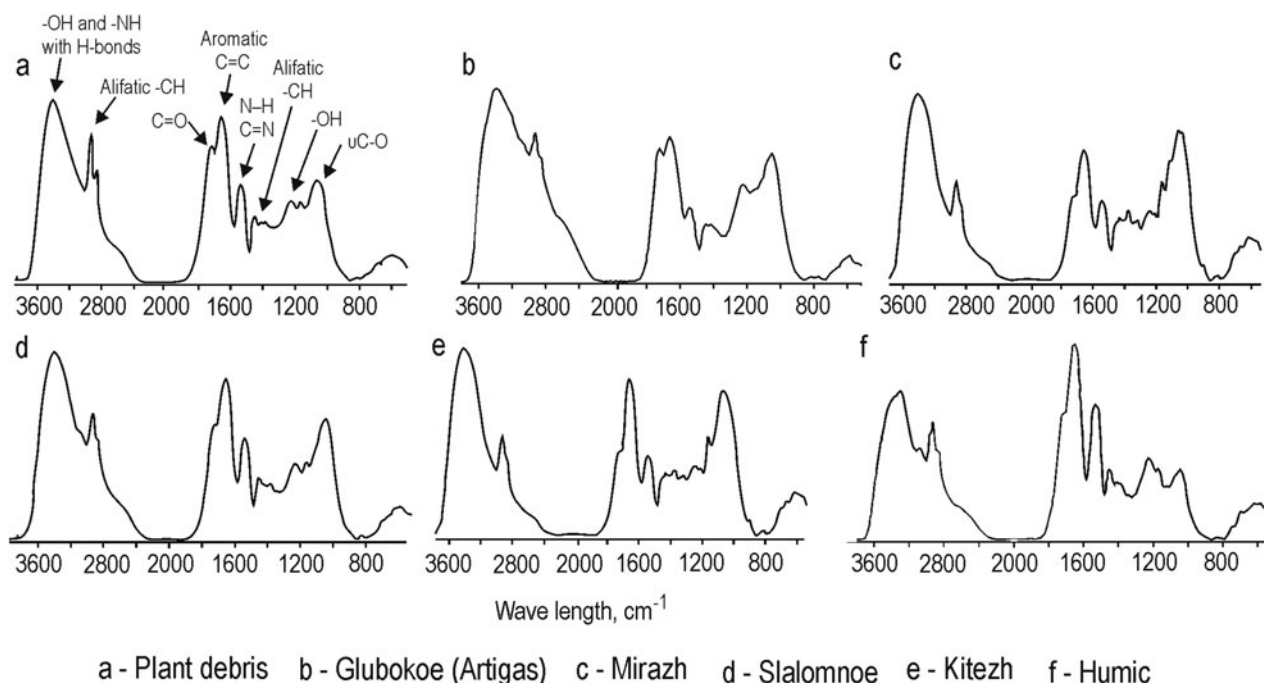 -OH and -NH
with H-bonds
Alifatic -CH
C=O
Aromatic
C=C
N–H
C=N
Alifatic
-CH
-OH
υC-O
a
3600 2800 2000 1600 1200 800
b
3600 2800 2000 1600 1200 800
c
3600 2800 2000 1600 1200 800
d
3600 2800 2000 1600 1200 800
e
3600 2800 2000 1600 1200 800
f
3600 2800 2000 1600 1200 800
Wave length, cm⁻¹
a - Plant debris b - Glubokoe (Artigas) c - Mirazh d - Slalomnoe e - Kitezh f - Humic